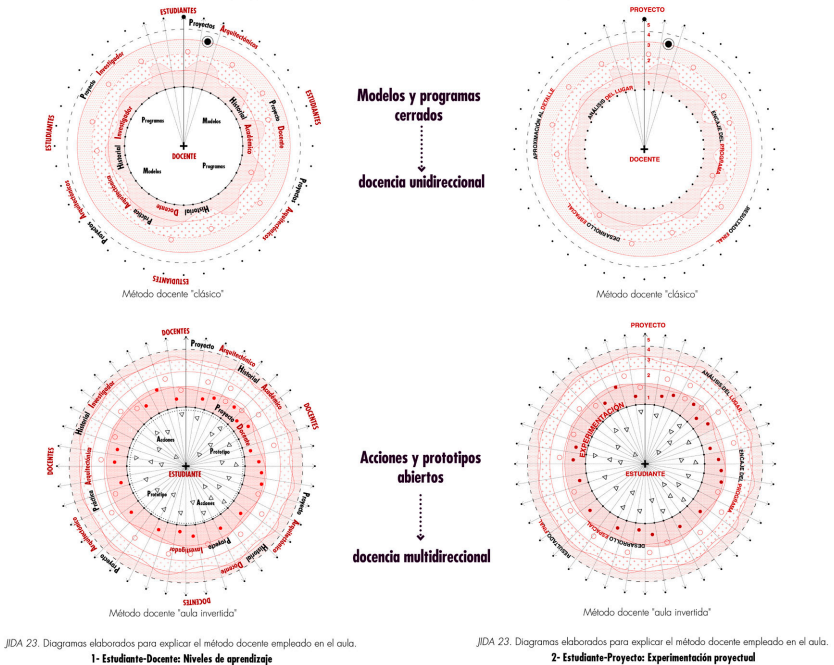 ESTUDIANTES
Proyectos Arquitectónicos
Proyecto Investigador
ESTUDIANTES
ESTUDIANTES
Proyecto Docente
Historial Académico
Historial Investigador
Programas
Modelos
DOCENTE
Modelos
Programas
Historial Docente
Práctica Arquitectónica
Proyectos Arquitectónicos
Proyectos Arquitectónicos
ESTUDIANTES
Método docente "clásico"
Modelos y programas
cerrados
docencia unidireccional
PROYECTO
5
4
3
2
1
ANÁLISIS DEL LUGAR
APROXIMACIÓN AL DETALLE
ENCAJE DEL PROGRAMA
DOCENTE
DESARROLLO ESPACIAL
RESULTADO FINAL
Método docente "clásico"
DOCENTES
Proyecto Arquitectónico
Historial Académico
Historial Investigador
DOCENTES
DOCENTES
Proyecto Docente
Acciones
Prototipo
ESTUDIANTE
Prototipo
Acciones
Práctica Arquitectónica
Proyecto Investigador
Historial Docente
Proyecto Arquitectónico
Proyecto Arquitectónico
DOCENTES
Método docente "aula invertida"
Acciones y prototipos
abiertos
docencia multidireccional
PROYECTO
5
4
3
2
1
ANÁLISIS DEL LUGAR
EXPERIMENTACIÓN
ENCAJE DEL PROGRAMA
ESTUDIANTE
DESARROLLO ESPACIAL
RESULTADO FINAL
Método docente "aula invertida"
JIDA 23. Diagramas elaborados para explicar el método docente empleado en el aula.
1- Estudiante-Docente: Niveles de aprendizaje
JIDA 23. Diagramas elaborados para explicar el método docente empleado en el aula.
2- Estudiante-Proyecto: Experimentación proyectual